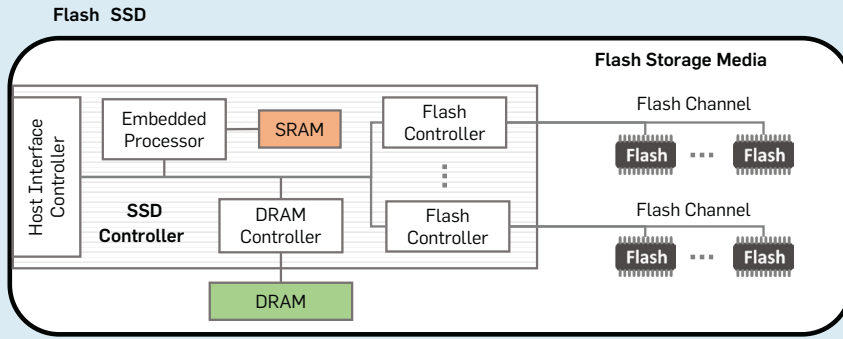 Flash SSD
Flash Storage Media
Host Interface
Controller
Embedded
Processor
SRAM
Flash
Controller
Flash Channel
Flash
Flash
SSD
Controller
DRAM
Controller
Flash
Controller
Flash Channel
Flash
Flash
DRAM